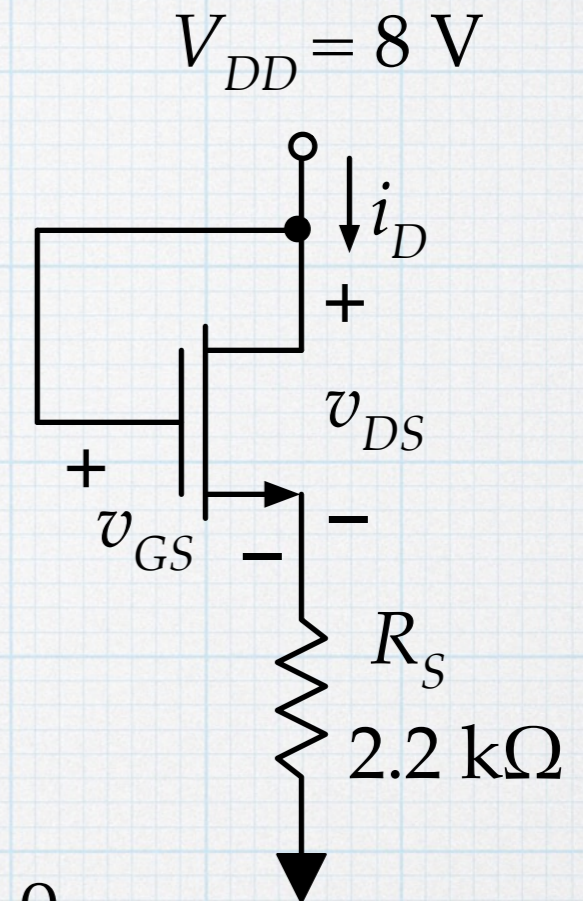 V_DD = 8 V
i_D
+
v_DS
+
v_GS
−
−
R_S
2.2 kΩ